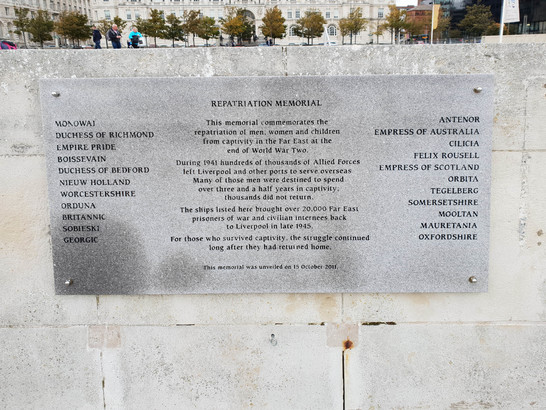 REPATRIATION MEMORIAL
MONOWAI
DUCHESS OF RICHMOND
EMPIRE PRIDE
BOISSEVAIN
DUCHESS OF BEDFORD
NIEUW HOLLAND
WORCESTERSHIRE
ORDUNA
BRITANNIC
SOBIESKI
GEORGIC
This memorial commemorates the
repatriation of men, women and children
from captivity in the Far East at the
end of World War Two.
During 1941 hundreds of thousands of Allied Forces
left Liverpool and other ports to serve overseas.
Many of those men were destined to spend
over three and a half years in captivity,
thousands did not return.
The ships listed here brought over 20,000 Far East
prisoners of war and civilian internees back
to Liverpool in late 1945.
For those who survived captivity, the struggle continued
long after they had returned home.
This memorial was unveiled on 15 October 2011.
ANTENOR
EMPRESS OF AUSTRALIA
CILICIA
FELIX ROUSELL
EMPRESS OF SCOTLAND
ORBITA
TEGELBERG
SOMERSETSHIRE
MOOLTAN
MAURETANIA
OXFORDSHIRE